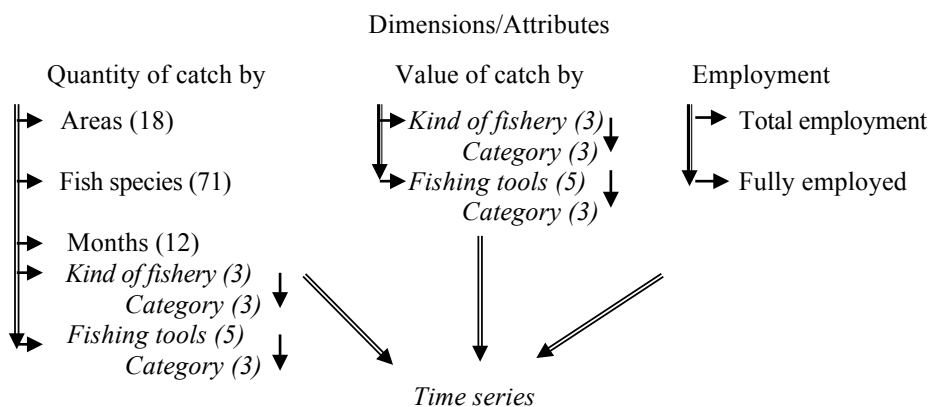 Dimensions/Attributes
Quantity of catch by
Areas (18)
Fish species (71)
Months (12)
Kind of fishery (3)
Category (3)
Fishing tools (5)
Category (3)
Value of catch by
Kind of fishery (3)
Category (3)
Fishing tools (5)
Category (3)
Employment
Total employment
Fully employed
Time series